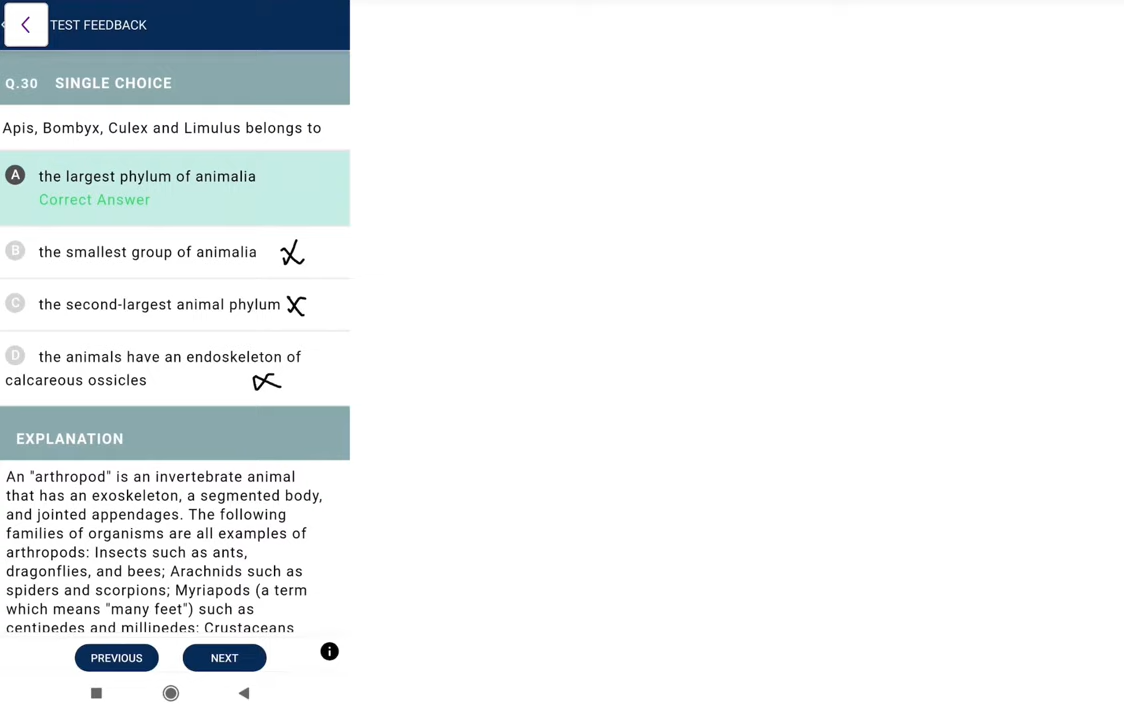 TEST FEEDBACK
Q.30 SINGLE CHOICE
Apis, Bombyx, Culex and Limulus belongs to
A the largest phylum of animalia
Correct Answer
B the smallest group of animalia
C the second-largest animal phylum
D the animals have an endoskeleton of
calcareous ossicles
EXPLANATION
An "arthropod" is an invertebrate animal
that has an exoskeleton, a segmented body,
and jointed appendages. The following
families of organisms are all examples of
arthropods: Insects such as ants,
dragonflies, and bees; Arachnids such as
spiders and scorpions; Myriapods (a term
which means "many feet") such as
centipedes and millipedes; Crustaceans
PREVIOUS NEXT